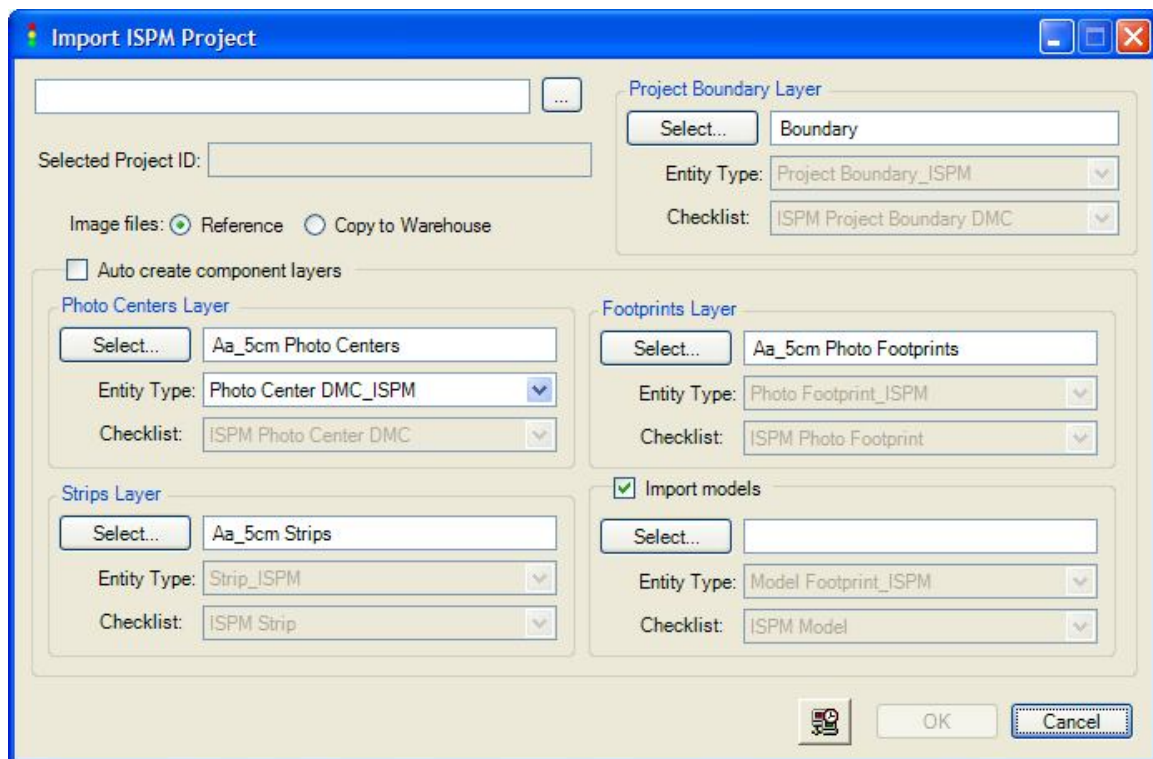 Import ISPM Project
...
Project Boundary Layer
Select... Boundary
Selected Project ID:
Entity Type: Project Boundary_ISPM
Checklist: ISPM Project Boundary DMC
Image files: Reference Copy to Warehouse
Auto create component layers
Photo Centers Layer
Select... Aa_5cm Photo Centers
Entity Type: Photo Center DMC_ISPM
Checklist: ISPM Photo Center DMC
Footprints Layer
Select... Aa_5cm Photo Footprints
Entity Type: Photo Footprint_ISPM
Checklist: ISPM Photo Footprint
Strips Layer
Select... Aa_5cm Strips
Entity Type: Strip_ISPM
Checklist: ISPM Strip
Import models
Select...
Entity Type: Model Footprint_ISPM
Checklist: ISPM Model
OK Cancel